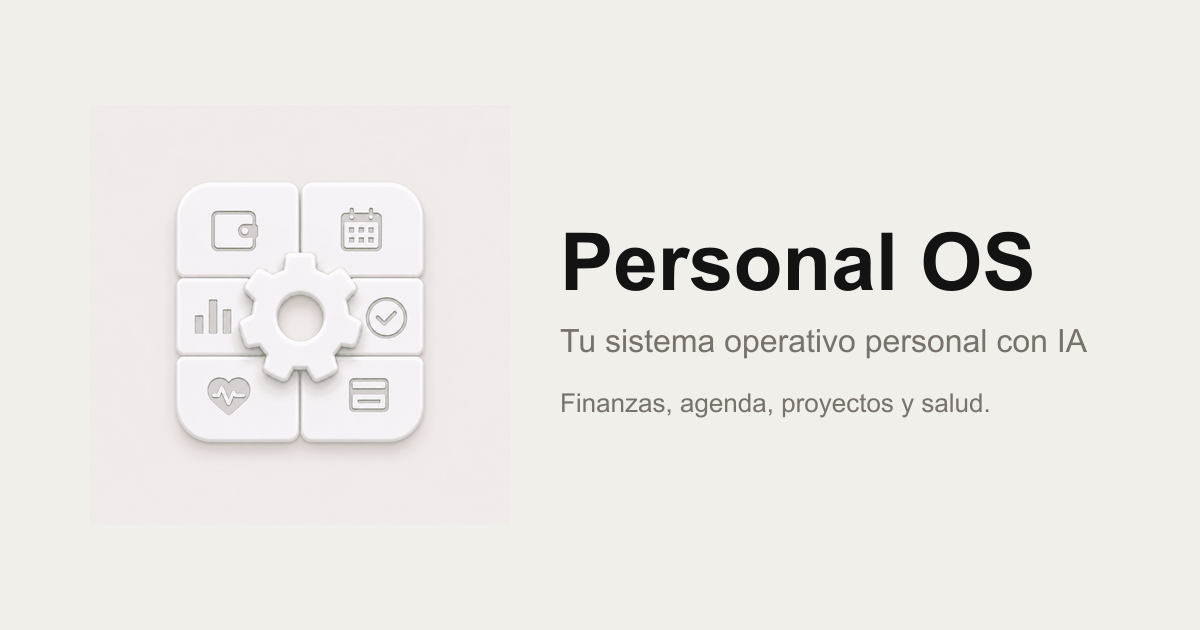 Personal OS
Tu sistema operativo personal con IA
Finanzas, agenda, proyectos y salud.